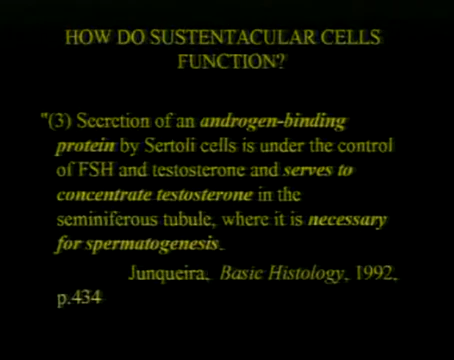 HOW DO SUSTENTACULAR CELLS
FUNCTION?
"(3) Secretion of an androgen-binding
protein by Sertoli cells is under the control
of FSH and testosterone and serves to
concentrate testosterone in the
seminiferous tubule, where it is necessary
for spermatogenesis.
Junqueira, Basic Histology, 1992,
p.434